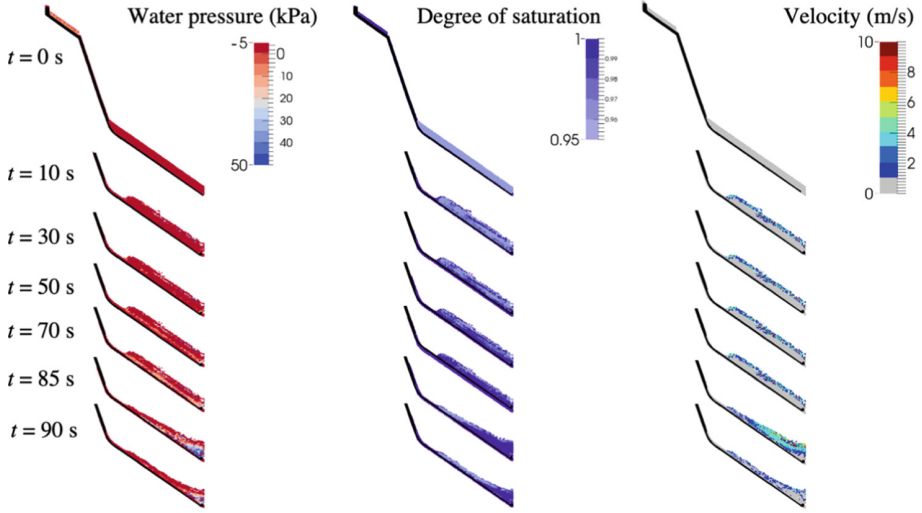 Water pressure (kPa)
Degree of saturation
Velocity (m/s)
-5
0
10
20
30
40
50
1
0.99
0.98
0.97
0.96
0.95
10
8
6
4
2
0
t = 0 s
t = 10 s
t = 30 s
t = 50 s
t = 70 s
t = 85 s
t = 90 s